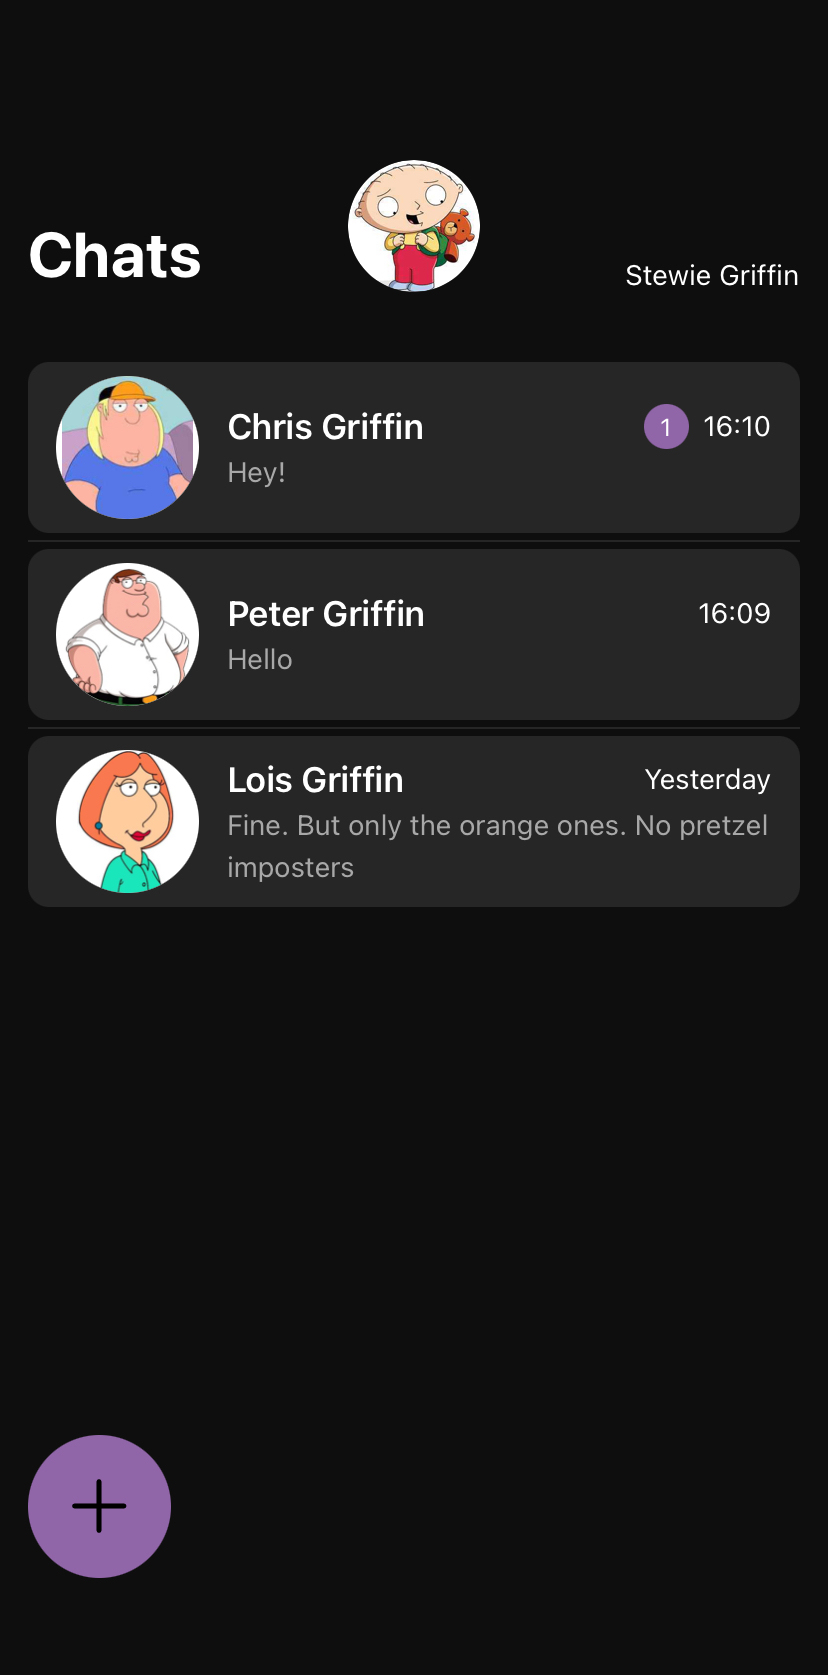 Chats
Stewie Griffin
Chris Griffin
1 16:10
Hey!
Peter Griffin
16:09
Hello
Lois Griffin
Yesterday
Fine. But only the orange ones. No pretzel
imposters